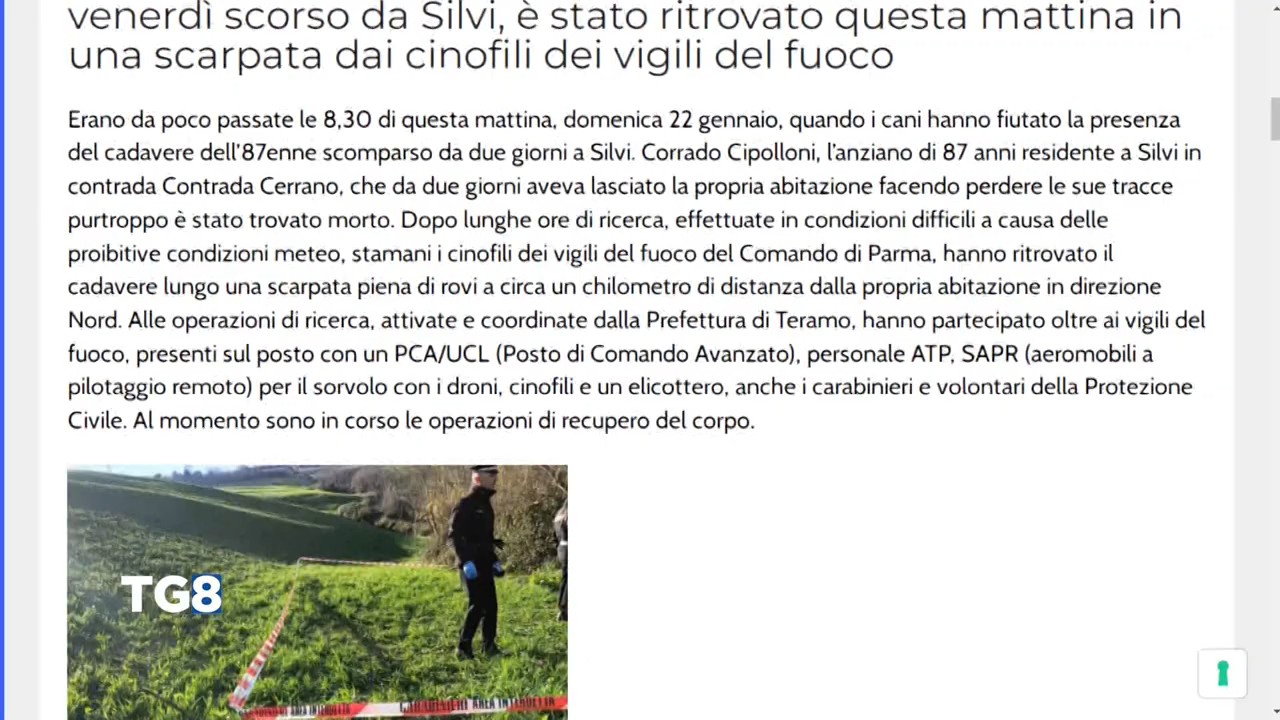 venerdì scorso da Silvi, è stato ritrovato questa mattina in
una scarpata dai cinofili dei vigili del fuoco
Erano da poco passate le 8,30 di questa mattina, domenica 22 gennaio, quando i cani hanno fiutato la presenza
del cadavere dell'87enne scomparso da due giorni a Silvi. Corrado Cipolloni, l'anziano di 87 anni residente a Silvi in
contrada Contrada Cerrano, che da due giorni aveva lasciato la propria abitazione facendo perdere le sue tracce
purtroppo è stato trovato morto. Dopo lunghe ore di ricerca, effettuate in condizioni difficili a causa delle
proibitive condizioni meteo, stamani i cinofili dei vigili del fuoco del Comando di Parma, hanno ritrovato il
cadavere lungo una scarpata piena di rovi a circa un chilometro di distanza dalla propria abitazione in direzione
Nord. Alle operazioni di ricerca, attivate e coordinate dalla Prefettura di Teramo, hanno partecipato oltre ai vigili del
fuoco, presenti sul posto con un PCA/UCL (Posto di Comando Avanzato), personale ATP, SAPR (aeromobili a
pilotaggio remoto) per il sorvolo con i droni, cinofili e un elicottero, anche i carabinieri e volontari della Protezione
Civile. Al momento sono in corso le operazioni di recupero del corpo.
TG8
CARABINIERI AREA INTERDETTA CARABINIERI AREA INTERDETTA